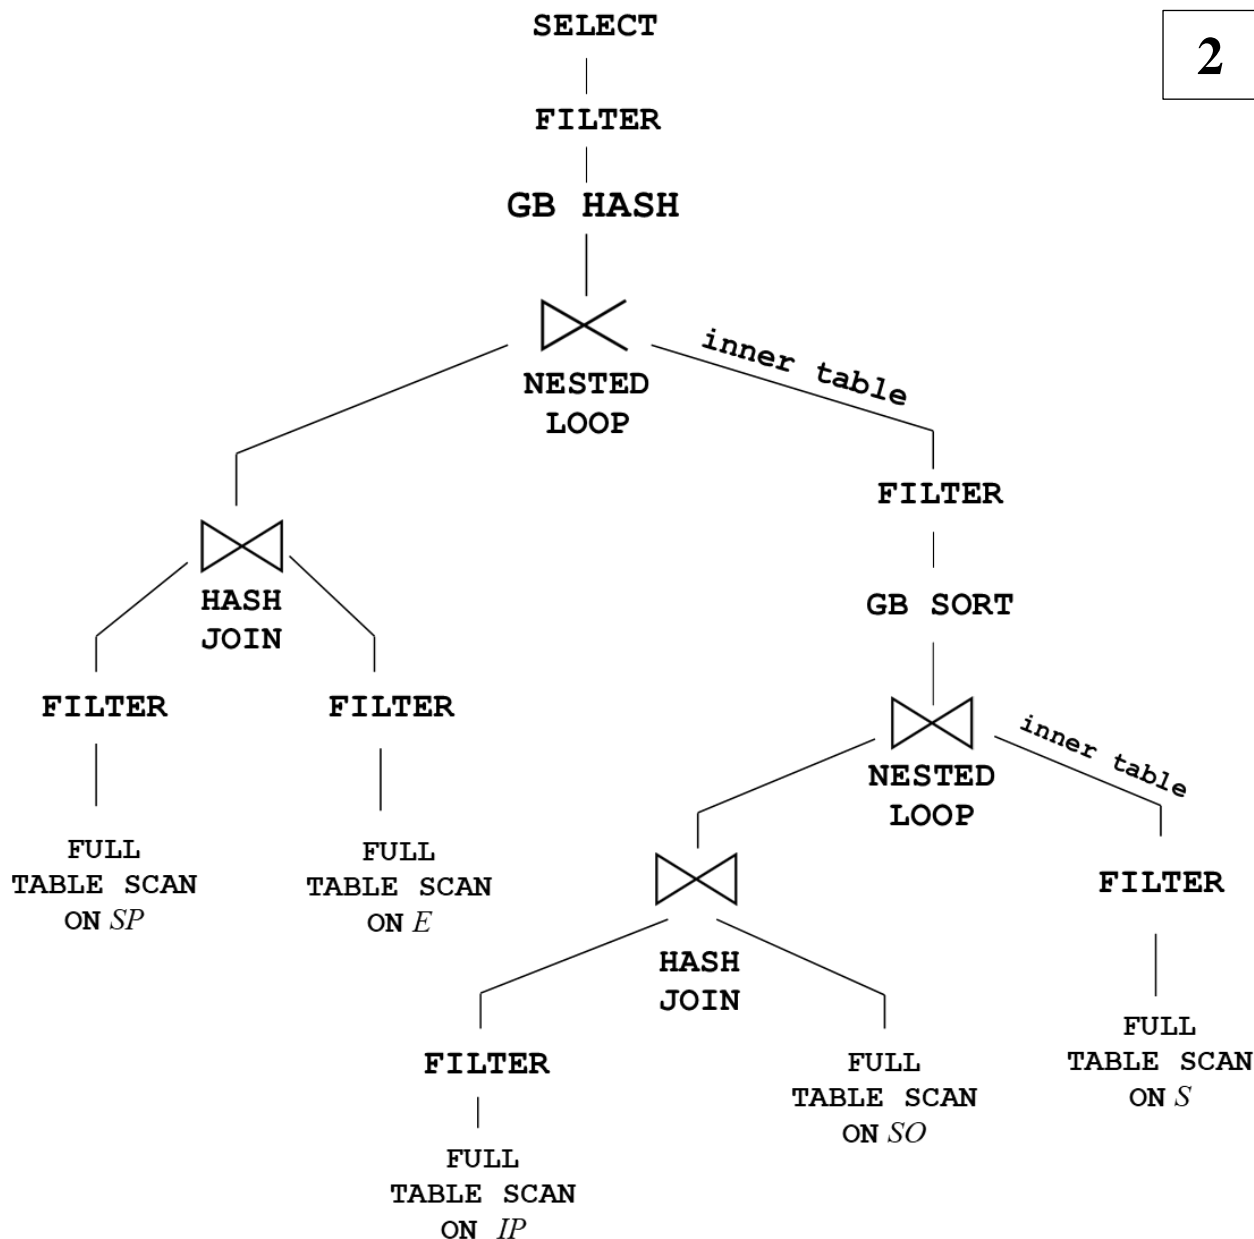 SELECT
2
FILTER
GB HASH
inner table
NESTED
LOOP
FILTER
HASH
JOIN
GB SORT
FILTER
FILTER
inner table
NESTED
LOOP
FULL
TABLE SCAN
ON SP
FULL
TABLE SCAN
ON E
FILTER
HASH
JOIN
FILTER
FULL
TABLE SCAN
ON SO
FULL
TABLE SCAN
ON S
FULL
TABLE SCAN
ON IP